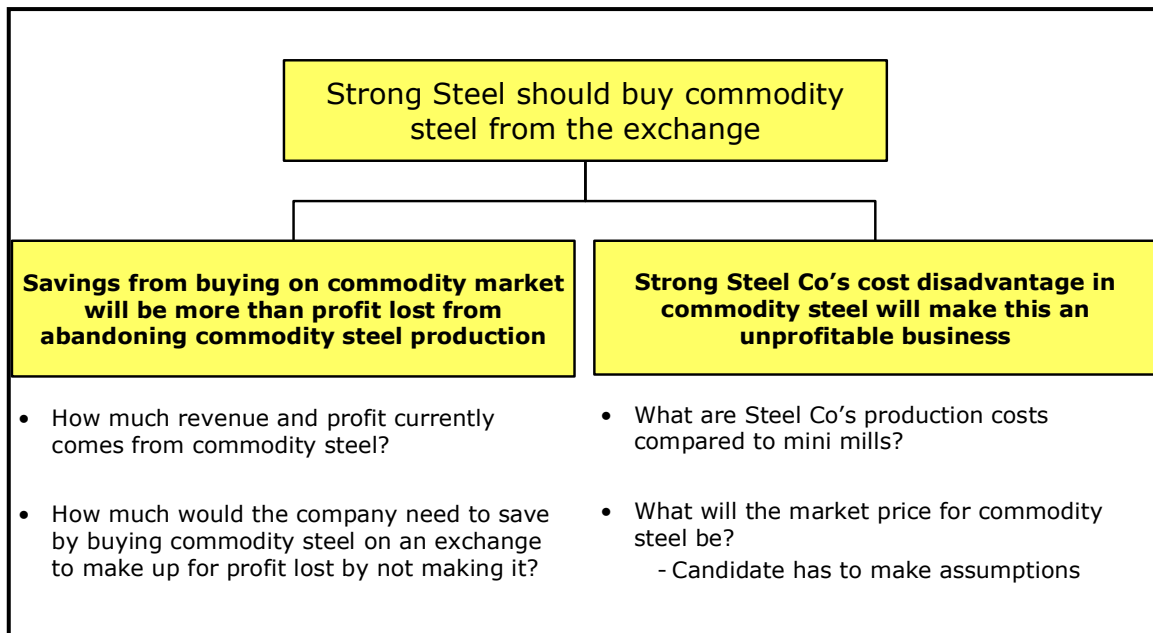 Strong Steel should buy commodity
steel from the exchange
Savings from buying on commodity market
will be more than profit lost from
abandoning commodity steel production
• How much revenue and profit currently
comes from commodity steel?
• How much would the company need to save
by buying commodity steel on an exchange
to make up for profit lost by not making it?
Strong Steel Co’s cost disadvantage in
commodity steel will make this an
unprofitable business
• What are Steel Co’s production costs
compared to mini mills?
• What will the market price for commodity
steel be?
- Candidate has to make assumptions